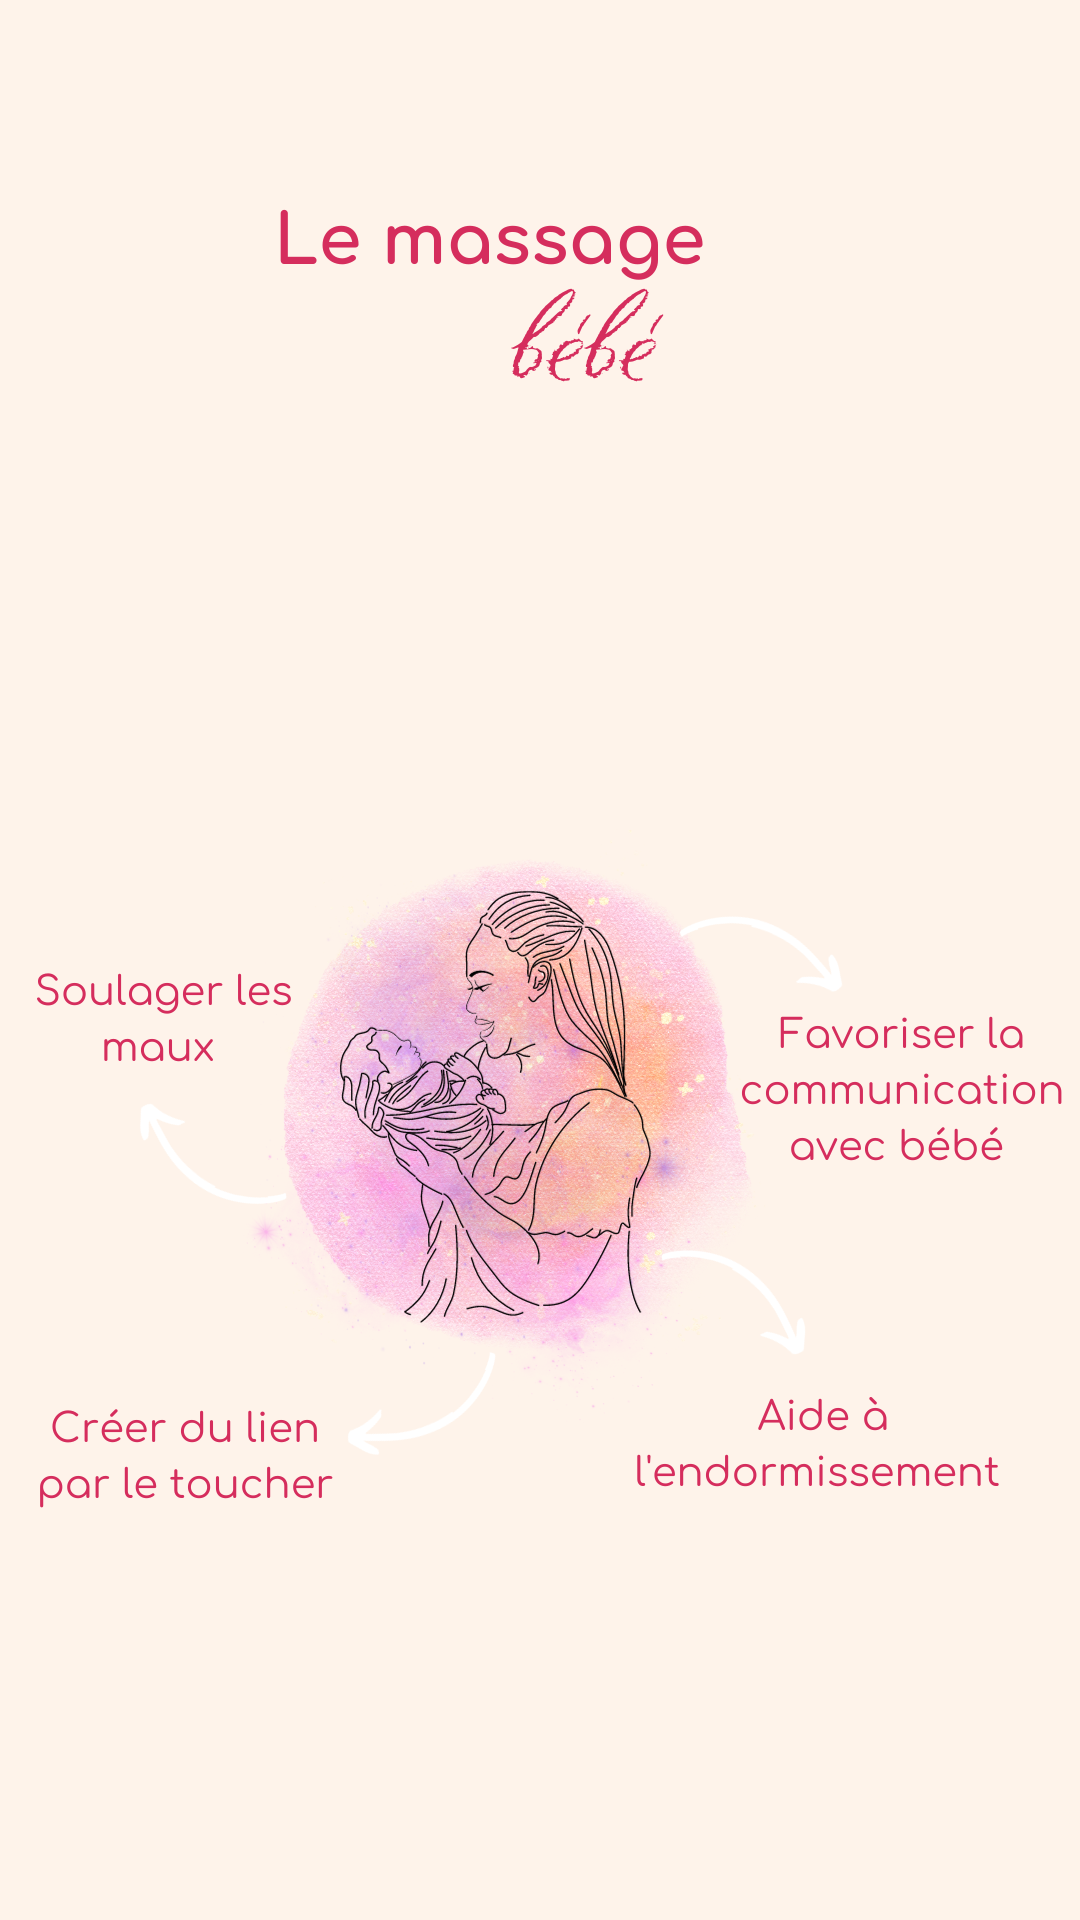 Le massage
bébé
Soulager les
maux
Favoriser la
communication
avec bébé
Créer du lien
par le toucher
Aide à
l'endormissement